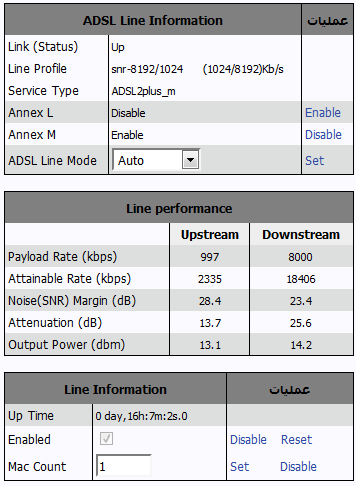 ADSL Line Information عمليات
Link (Status) Up
Line Profile snr-8192/1024 (1024/8192)Kb/s
Service Type ADSL2plus_m
Annex L Disable Enable
Annex M Enable Disable
ADSL Line Mode Auto Set
Line performance
Upstream Downstream
Payload Rate (kbps) 997 8000
Attainable Rate (kbps) 2335 18406
Noise(SNR) Margin (dB) 28.4 23.4
Attenuation (dB) 13.7 25.6
Output Power (dbm) 13.1 14.2
Line Information عمليات
Up Time 0 day,16h:7m:2s.0
Enabled Disable Reset
Mac Count 1 Set Disable